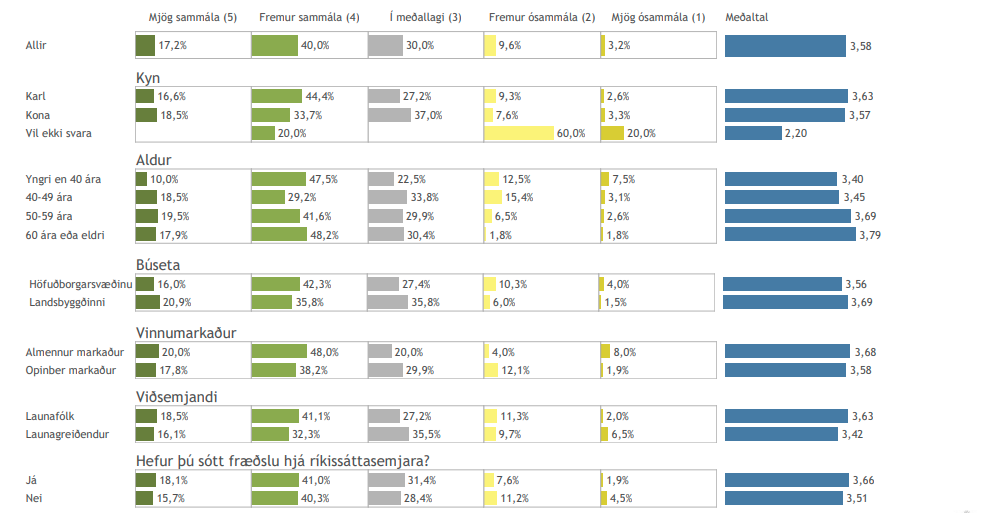 Mjög sammála (5) Fremur sammála (4) Í meðallagi (3) Fremur ósammála (2) Mjög ósammála (1) Meðaltal
Allir 17,2% 40,0% 30,0% 9,6% 3,2% 3,58
Kyn
Karl 16,6% 44,4% 27,2% 9,3% 2,6% 3,63
Kona 18,5% 33,7% 37,0% 7,6% 3,3% 3,57
Vil ekki svara 20,0% 60,0% 20,0% 2,20
Aldur
Yngri en 40 ára 10,0% 47,5% 22,5% 12,5% 7,5% 3,40
40-49 ára 18,5% 29,2% 33,8% 15,4% 3,1% 3,45
50-59 ára 19,5% 41,6% 29,9% 6,5% 2,6% 3,69
60 ára eða eldri 17,9% 48,2% 30,4% 1,8% 1,8% 3,79
Búseta
Höfuðborgarsvæðinu 16,0% 42,3% 27,4% 10,3% 4,0% 3,56
Landsbyggðinni 20,9% 35,8% 35,8% 6,0% 1,5% 3,69
Vinnumarkaður
Almennur markaður 20,0% 48,0% 20,0% 4,0% 8,0% 3,68
Opinber markaður 17,8% 38,2% 29,9% 12,1% 1,9% 3,58
Viðsemjandi
Launafólk 18,5% 41,1% 27,2% 11,3% 2,0% 3,63
Launagreiðendur 16,1% 32,3% 35,5% 9,7% 6,5% 3,42
Hefur þú sótt fræðslu hjá ríkissáttasemjara?
Já 18,1% 41,0% 31,4% 7,6% 1,9% 3,66
Nei 15,7% 40,3% 28,4% 11,2% 4,5% 3,51